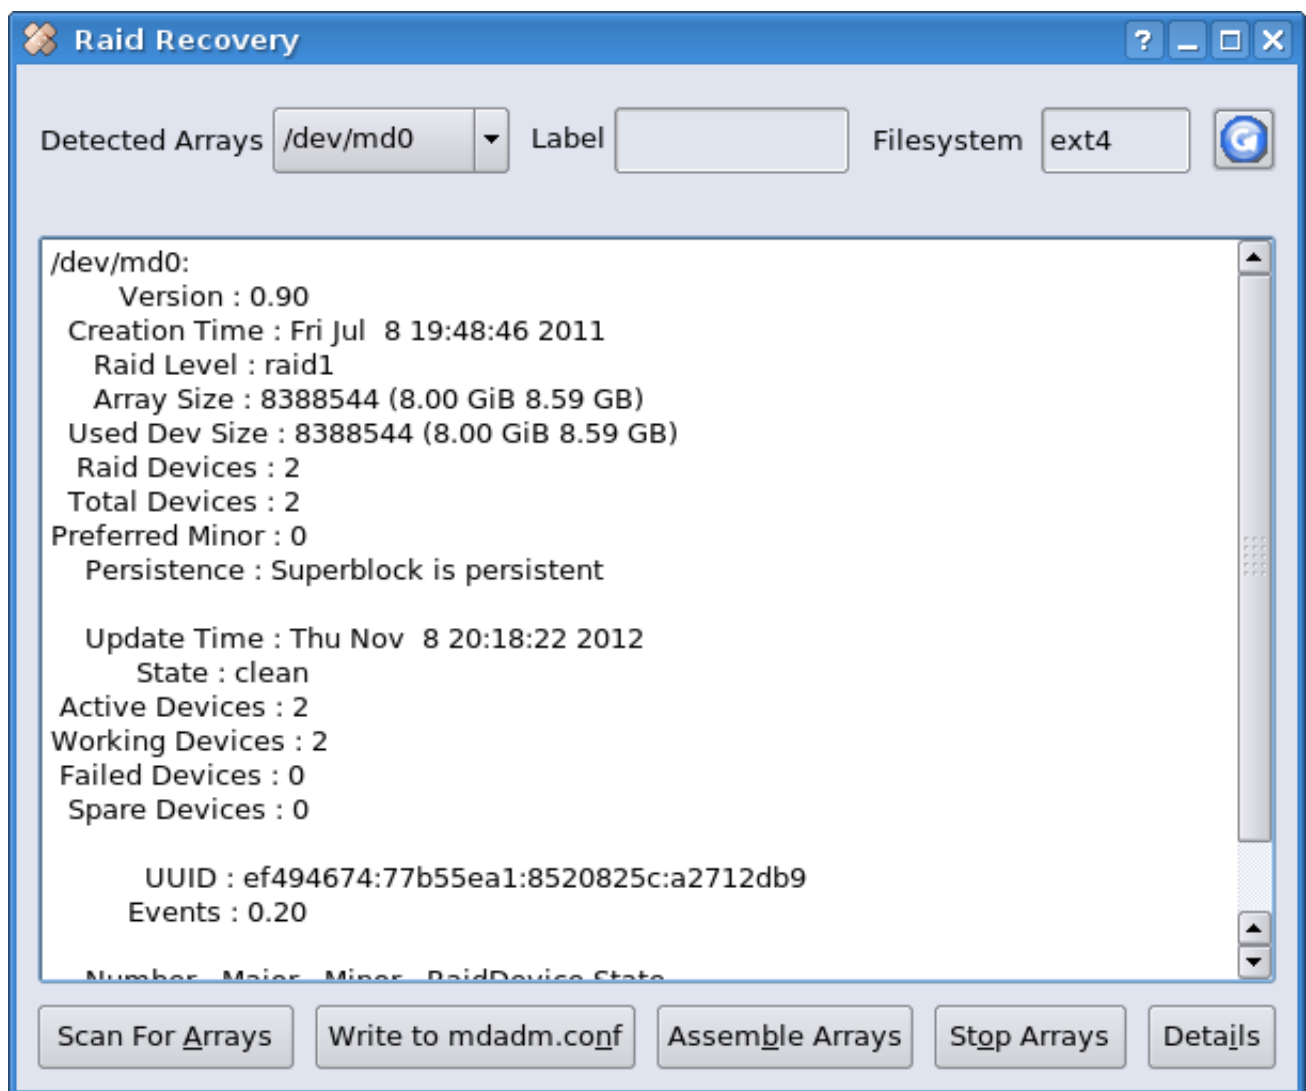 Raid Recovery
Detected Arrays /dev/md0 Label Filesystem ext4
/dev/md0:
Version : 0.90
Creation Time : Fri Jul  8 19:48:46 2011
Raid Level : raid1
Array Size : 8388544 (8.00 GiB 8.59 GB)
Used Dev Size : 8388544 (8.00 GiB 8.59 GB)
Raid Devices : 2
Total Devices : 2
Preferred Minor : 0
Persistence : Superblock is persistent
Update Time : Thu Nov  8 20:18:22 2012
State : clean
Active Devices : 2
Working Devices : 2
Failed Devices : 0
Spare Devices : 0
UUID : ef494674:77b55ea1:8520825c:a2712db9
Events : 0.20
Number   Major   Minor   RaidDevice State
Scan For Arrays Write to mdadm.conf Assemble Arrays Stop Arrays Details